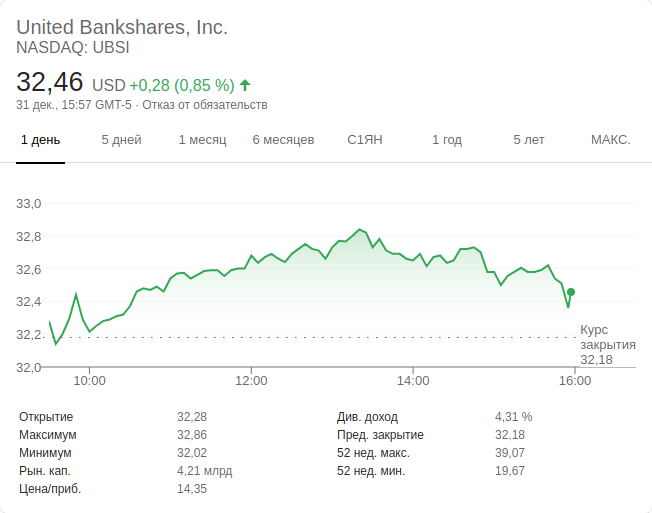 United Bankshares, Inc.
NASDAQ: UBSI
32,46 USD +0,28 (0,85 %)
31 дек., 15:57 GMT-5 · Отказ от обязательств
1 день 5 дней 1 месяц 6 месяцев С1ЯН 1 год 5 лет МАКС.
33,0
32,8
32,6
32,4
32,2
32,0
Курс
закрытия
32,18
10:00 12:00 14:00 16:00
Открытие 32,28 Див. доход 4,31 %
Максимум 32,86 Пред. закрытие 32,18
Минимум 32,02 52 нед. макс. 39,07
Рын. кап. 4,21 млрд 52 нед. мин. 19,67
Цена/приб. 14,35